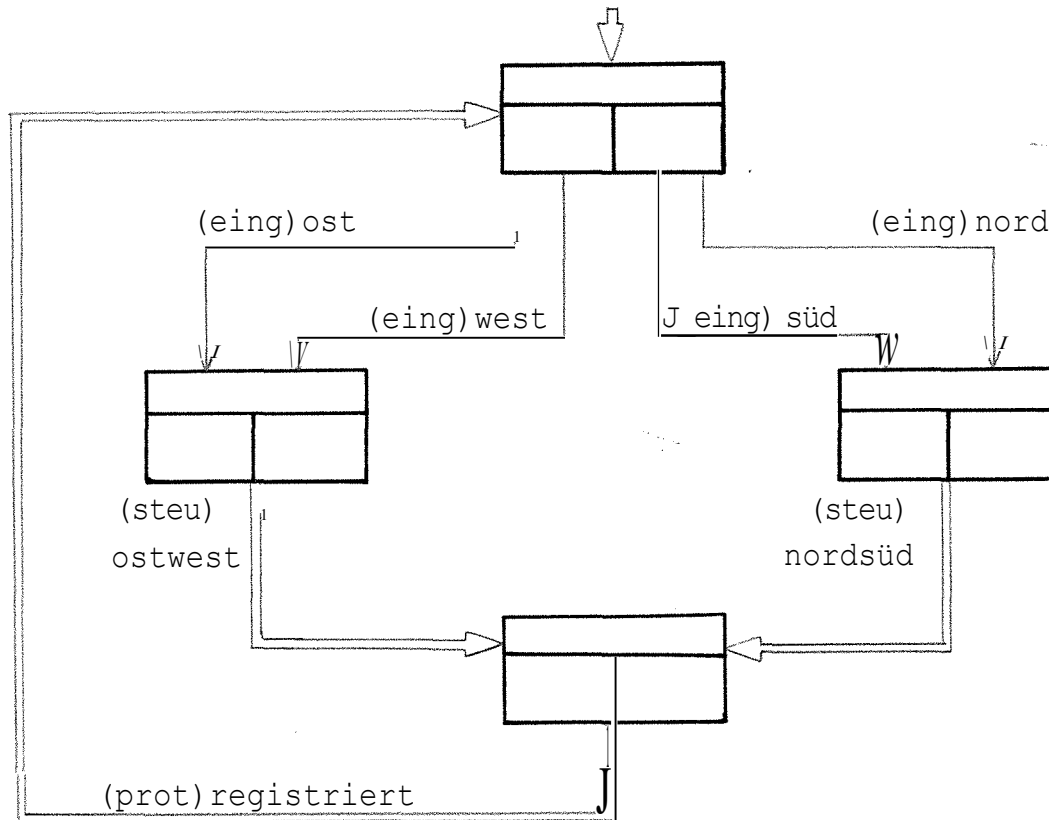 (eing)ost
(eing)nord
(eing)west
J eing) süd
(steu)
ostwest
(steu)
nordsüd
(prot)registriert